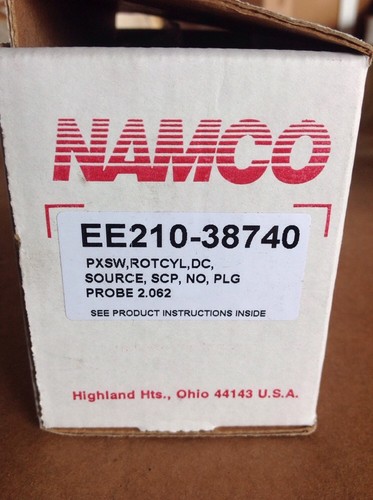 NAMCO
EE210-38740
PXSW,ROTCYL,DC,
SOURCE, SCP, NO, PLG
PROBE 2.062
SEE PRODUCT INSTRUCTIONS INSIDE
Highland Hts., Ohio 44143 U.S.A.